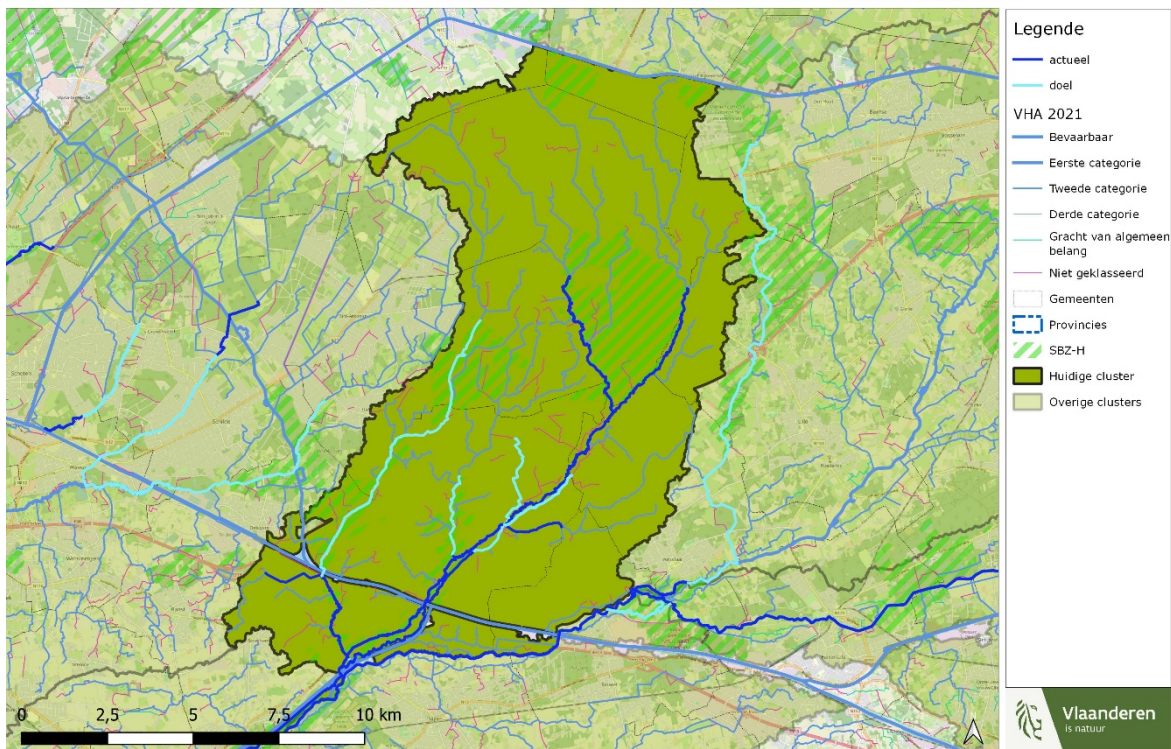 Legende
actueel
doel
VHA 2021
Bevaarbaar
Eerste categorie
Tweede categorie
Derde categorie
Gracht van algemeen
belang
Niet geklasseerd
Gemeenten
Provincies
SBZ-H
Huidige cluster
Overige clusters
0 2,5 5 7,5 10 km
Vlaanderen
is natuur